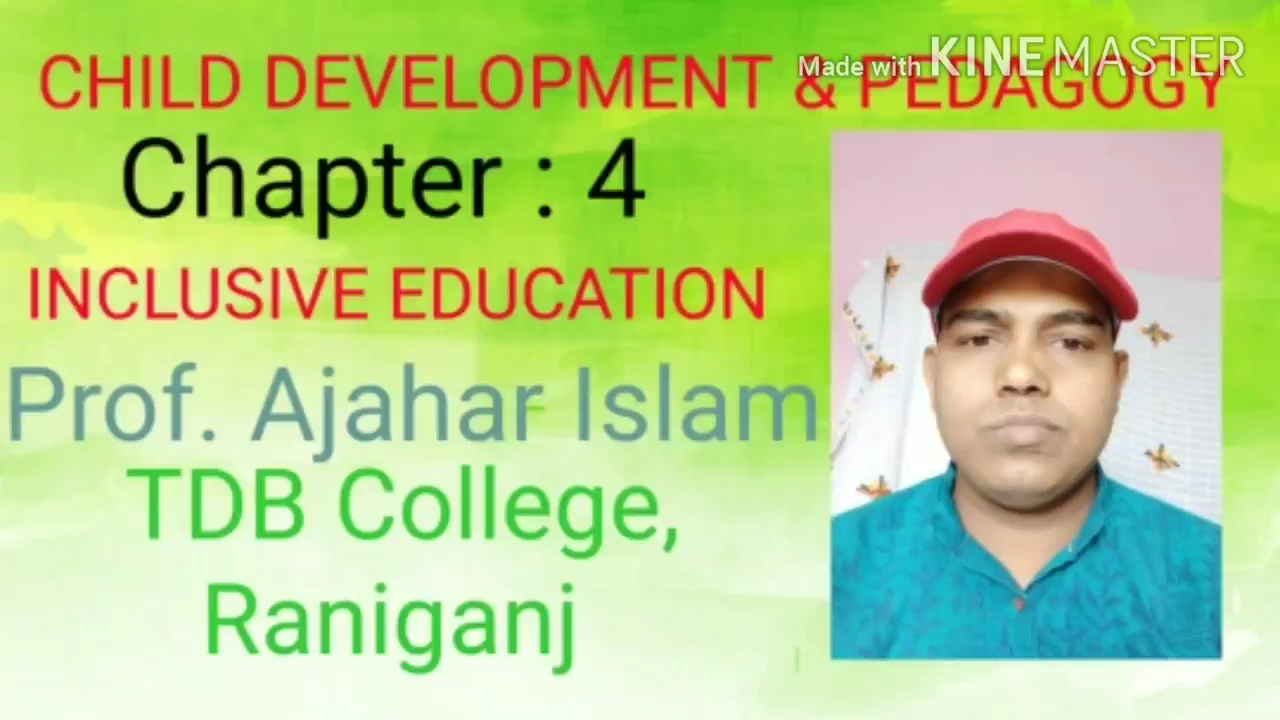 CHILD DEVELOPMENT & PEDAGOGY
Made with KINEMASTER
Chapter : 4
INCLUSIVE EDUCATION
Prof. Ajahar Islam
TDB College,
Raniganj